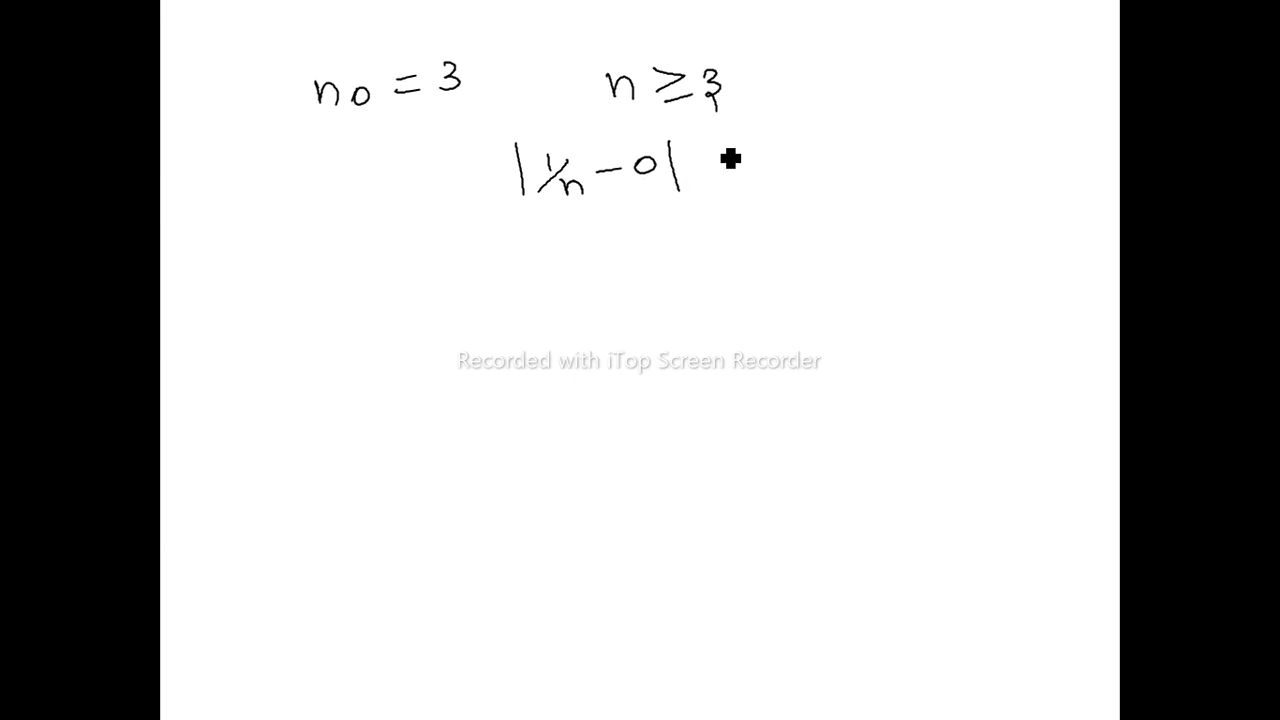 n₀ = 3 n ≥ 3
|1/n - 0|
Recorded with iTop Screen Recorder